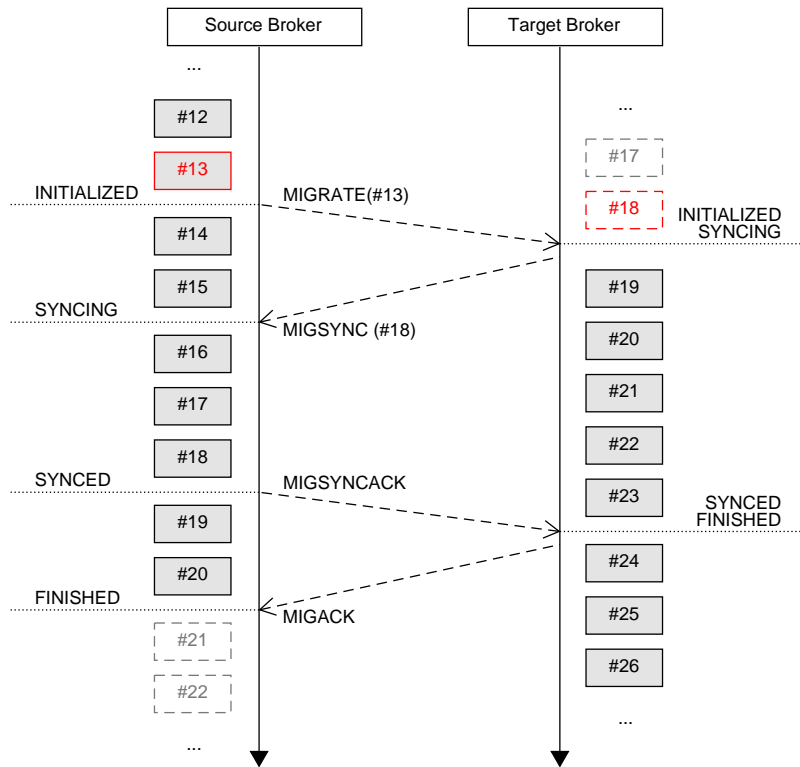 Source Broker
Target Broker
...
...
#12
#17
#13
INITIALIZED
MIGRATE(#13)
#18
INITIALIZED
SYNCING
#14
#15
#19
SYNCING
MIGSYNC (#18)
#20
#16
#21
#17
#22
#18
SYNCED
MIGSYNCACK
#23
SYNCED
FINISHED
#19
#20
#24
FINISHED
MIGACK
#25
#21
#26
#22
...
...